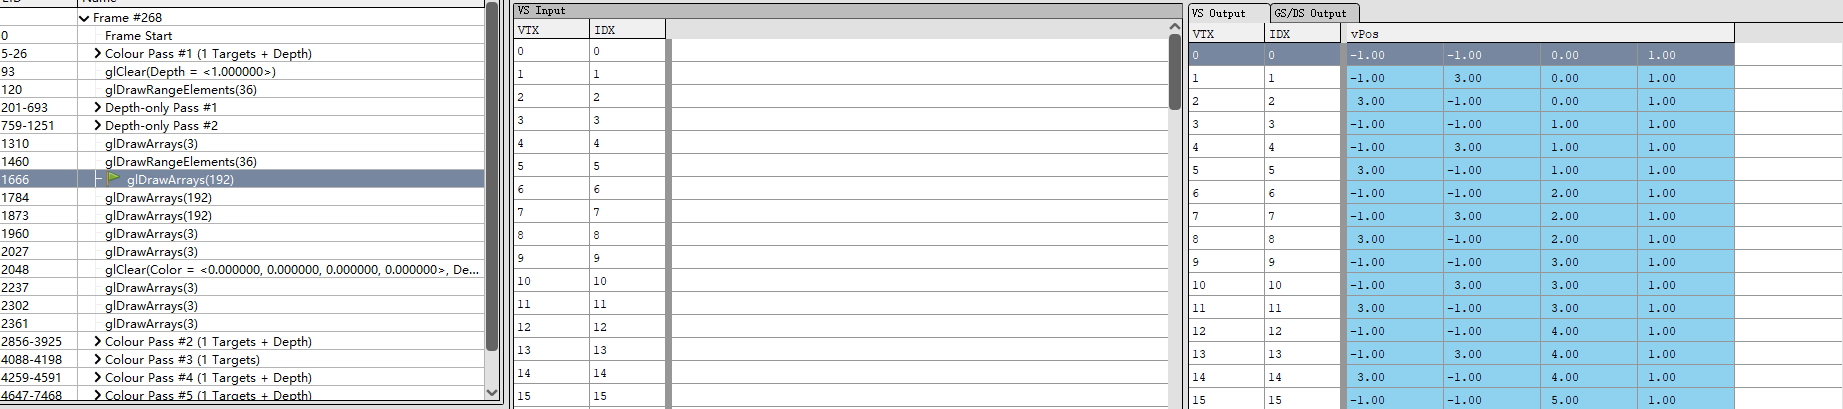 Frame #268
0 Frame Start
5-26 Colour Pass #1 (1 Targets + Depth)
93 glClear(Depth = <1.000000>)
120 glDrawRangeElements(36)
201-693 Depth-only Pass #1
759-1251 Depth-only Pass #2
1310 glDrawArrays(3)
1460 glDrawRangeElements(36)
1666 glDrawArrays(192)
1784 glDrawArrays(192)
1873 glDrawArrays(192)
1960 glDrawArrays(3)
2027 glDrawArrays(3)
2048 glClear(Color = <0.000000, 0.000000, 0.000000, 0.000000>, De...
2237 glDrawArrays(3)
2302 glDrawArrays(3)
2361 glDrawArrays(3)
2856-3925 Colour Pass #2 (1 Targets + Depth)
4088-4198 Colour Pass #3 (1 Targets)
4259-4591 Colour Pass #4 (1 Targets + Depth)
4647-7468 Colour Pass #5 (1 Targets + Depth)
VS Input
VTX IDX
0 0
1 1
2 2
3 3
4 4
5 5
6 6
7 7
8 8
9 9
10 10
11 11
12 12
13 13
14 14
15 15
VS Output GS/DS Output
VTX IDX vPos
0 0 -1.00 -1.00 0.00 1.00
1 1 -1.00 3.00 0.00 1.00
2 2 3.00 -1.00 0.00 1.00
3 3 -1.00 -1.00 1.00 1.00
4 4 -1.00 3.00 1.00 1.00
5 5 3.00 -1.00 1.00 1.00
6 6 -1.00 -1.00 2.00 1.00
7 7 -1.00 3.00 2.00 1.00
8 8 3.00 -1.00 2.00 1.00
9 9 -1.00 -1.00 3.00 1.00
10 10 -1.00 3.00 3.00 1.00
11 11 3.00 -1.00 3.00 1.00
12 12 -1.00 -1.00 4.00 1.00
13 13 -1.00 3.00 4.00 1.00
14 14 3.00 -1.00 4.00 1.00
15 15 -1.00 -1.00 5.00 1.00